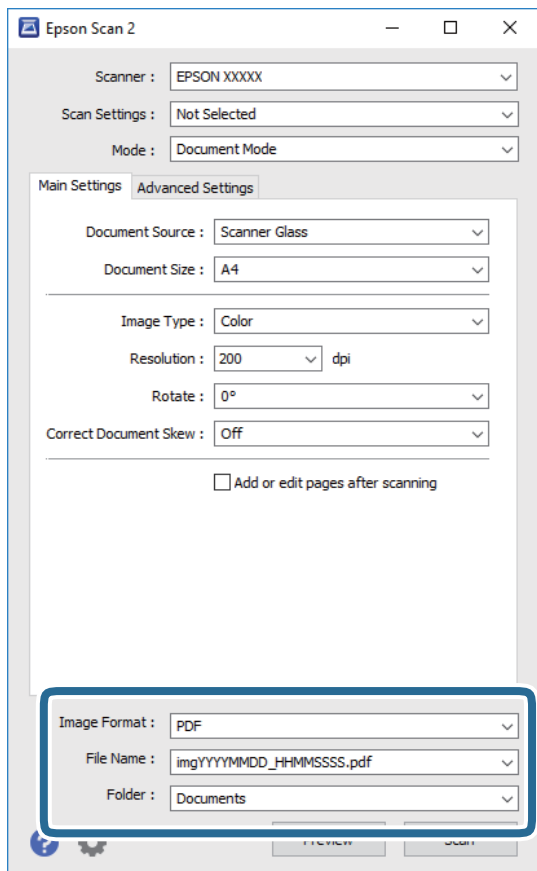 Epson Scan 2
Scanner : EPSON XXXXX
Scan Settings : Not Selected
Mode : Document Mode
Main Settings Advanced Settings
Document Source : Scanner Glass
Document Size : A4
Image Type : Color
Resolution : 200 dpi
Rotate : 0°
Correct Document Skew : Off
Add or edit pages after scanning
Image Format : PDF
File Name : imgYYYYMMDD_HHMMSSSS.pdf
Folder : Documents
? Preview Scan